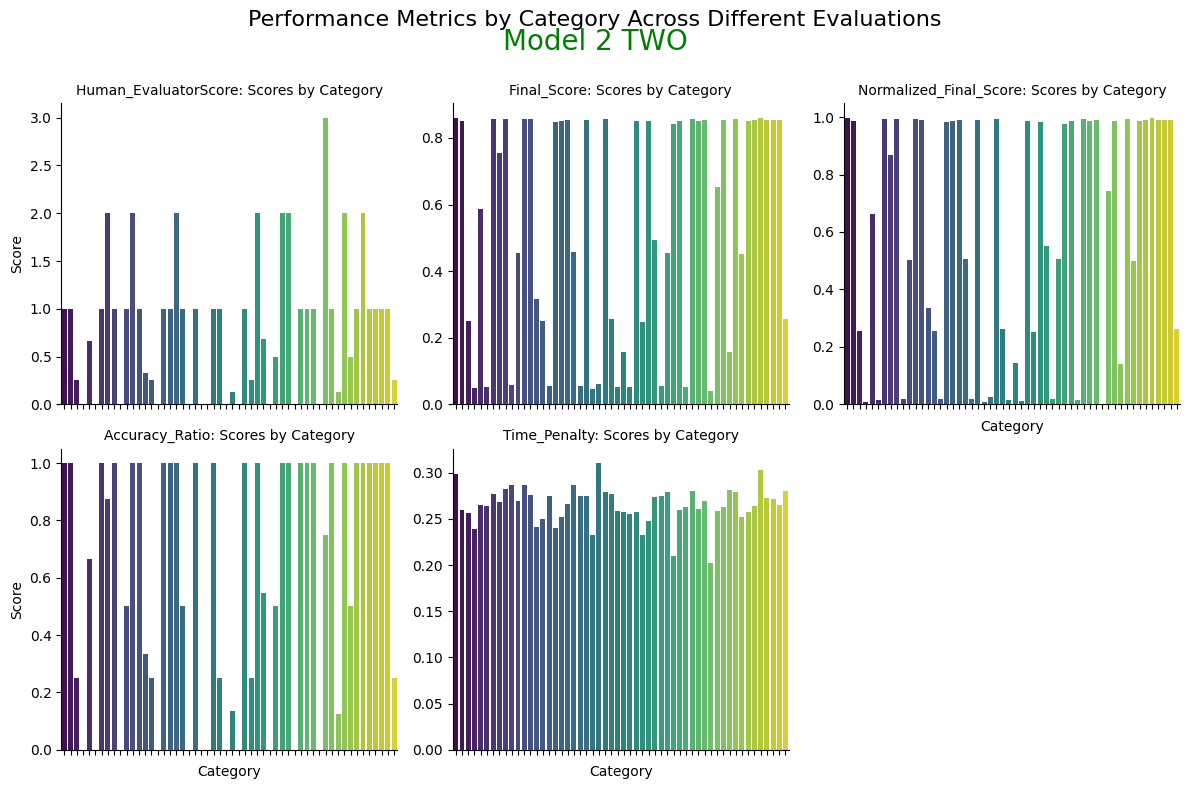 Performance Metrics by Category Across Different Evaluations
Model 2 TWO
Human_EvaluatorScore: Scores by Category
Final_Score: Scores by Category
Normalized_Final_Score: Scores by Category
Score
3.0
2.5
2.0
1.5
1.0
0.5
0.0
0.8
0.6
0.4
0.2
0.0
1.0
0.8
0.6
0.4
0.2
0.0
Category
Accuracy_Ratio: Scores by Category
Time_Penalty: Scores by Category
Score
1.0
0.8
0.6
0.4
0.2
0.0
Category
0.30
0.25
0.20
0.15
0.10
0.05
0.00
Category